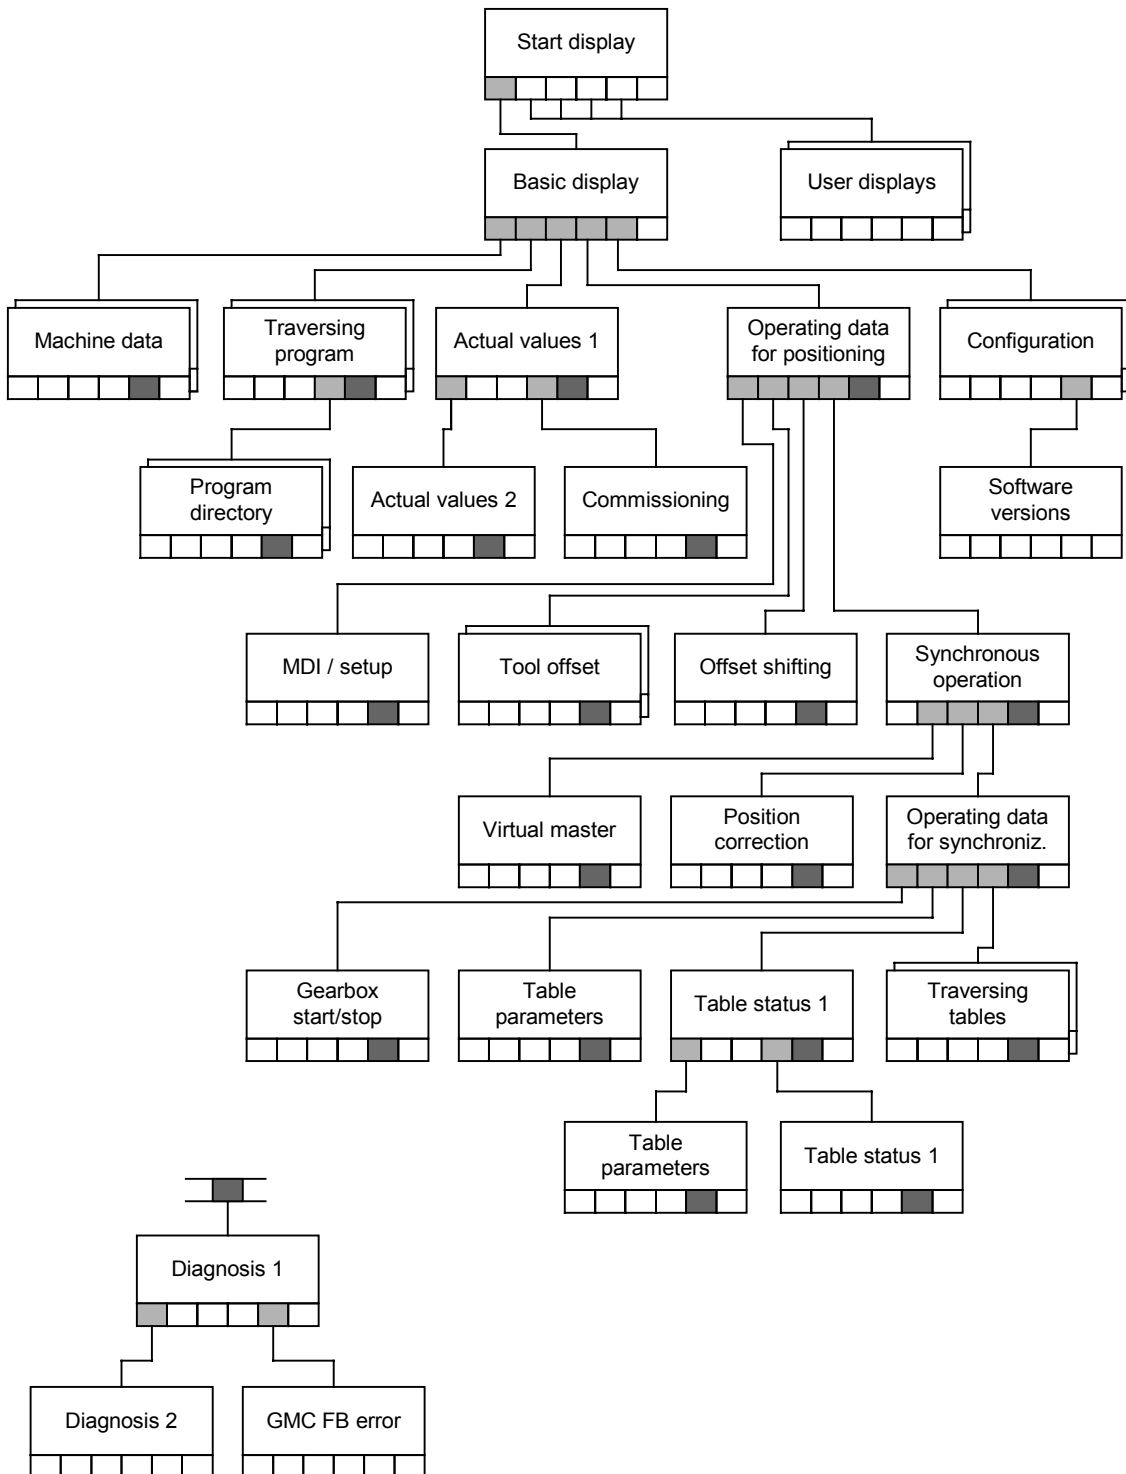 Start display
Basic display
User displays
Machine data
Traversing
program
Actual values 1
Operating data
for positioning
Configuration
Program
directory
Actual values 2
Commissioning
Software
versions
MDI / setup
Tool offset
Offset shifting
Synchronous
operation
Virtual master
Position
correction
Operating data
for synchroniz.
Gearbox
start/stop
Table
parameters
Table status 1
Traversing
tables
Table
parameters
Table status 1
Diagnosis 1
Diagnosis 2
GMC FB error